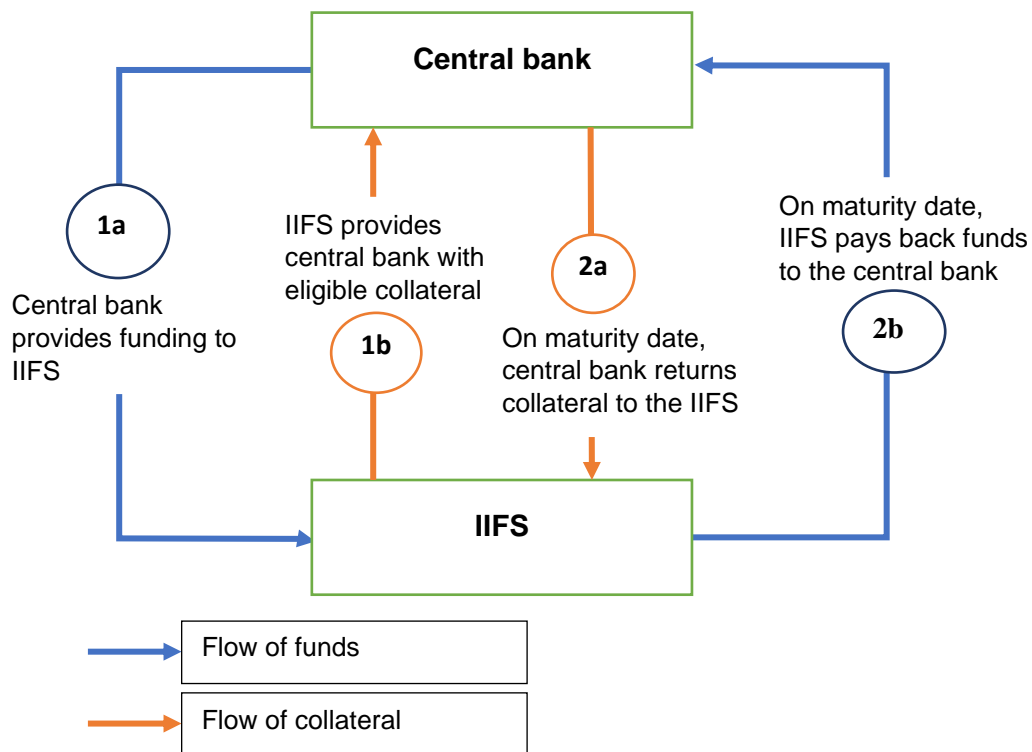 Central bank
1a
Central bank
provides funding to
IIFS
IIFS provides
central bank with
eligible collateral
1b
2a
On maturity date,
central bank returns
collateral to the IIFS
On maturity date,
IIFS pays back funds
to the central bank
2b
IIFS
Flow of funds
Flow of collateral